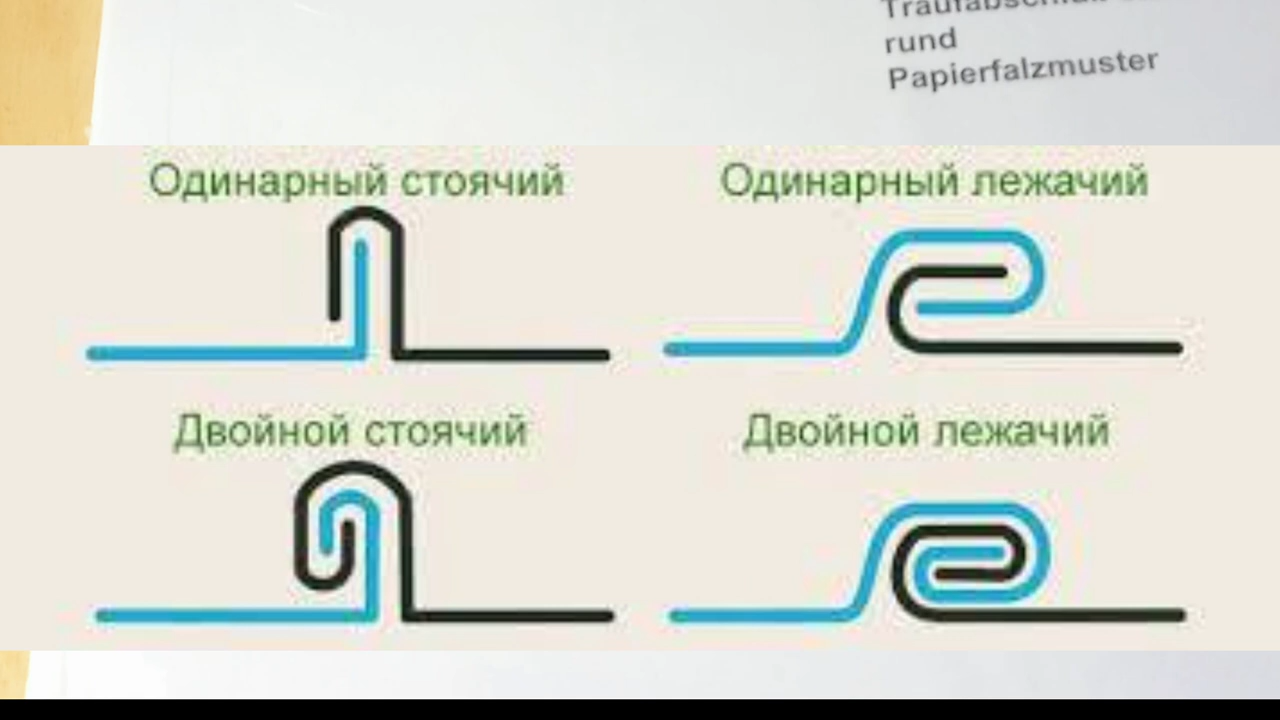 rund
Papierfalzmuster
Одинарный стоячий
Одинарный лежачий
Двойной стоячий
Двойной лежачий